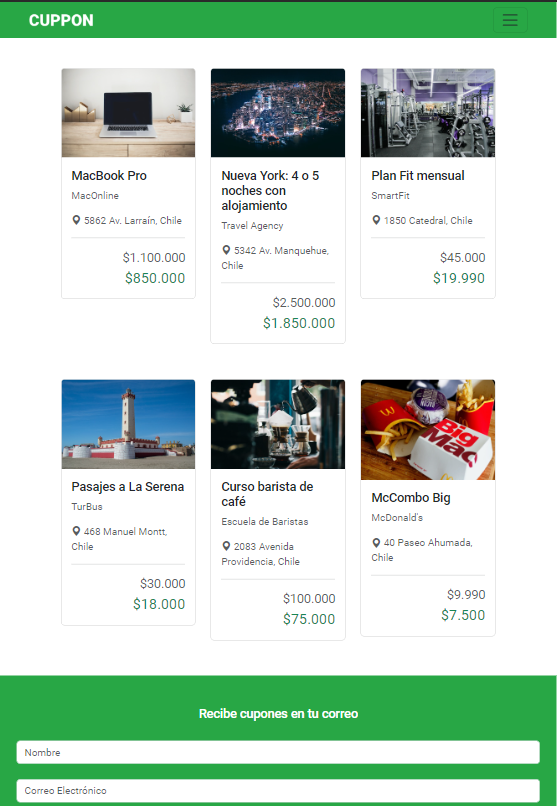 CUPPON
MacBook Pro
MacOnline
5862 Av. Larraín, Chile
$1.100.000
$850.000
Nueva York: 4 o 5
noches con
alojamiento
Travel Agency
5342 Av. Manquehue,
Chile
$2.500.000
$1.850.000
Plan Fit mensual
SmartFit
1850 Catedral, Chile
$45.000
$19.990
Pasajes a La Serena
TurBus
468 Manuel Montt,
Chile
$30.000
$18.000
Curso barista de
café
Escuela de Baristas
2083 Avenida
Providencia, Chile
$100.000
$75.000
Big
Mac
McCombo Big
McDonald's
40 Paseo Ahumada,
Chile
$9.990
$7.500
Recibe cupones en tu correo
Nombre
Correo Electrónico